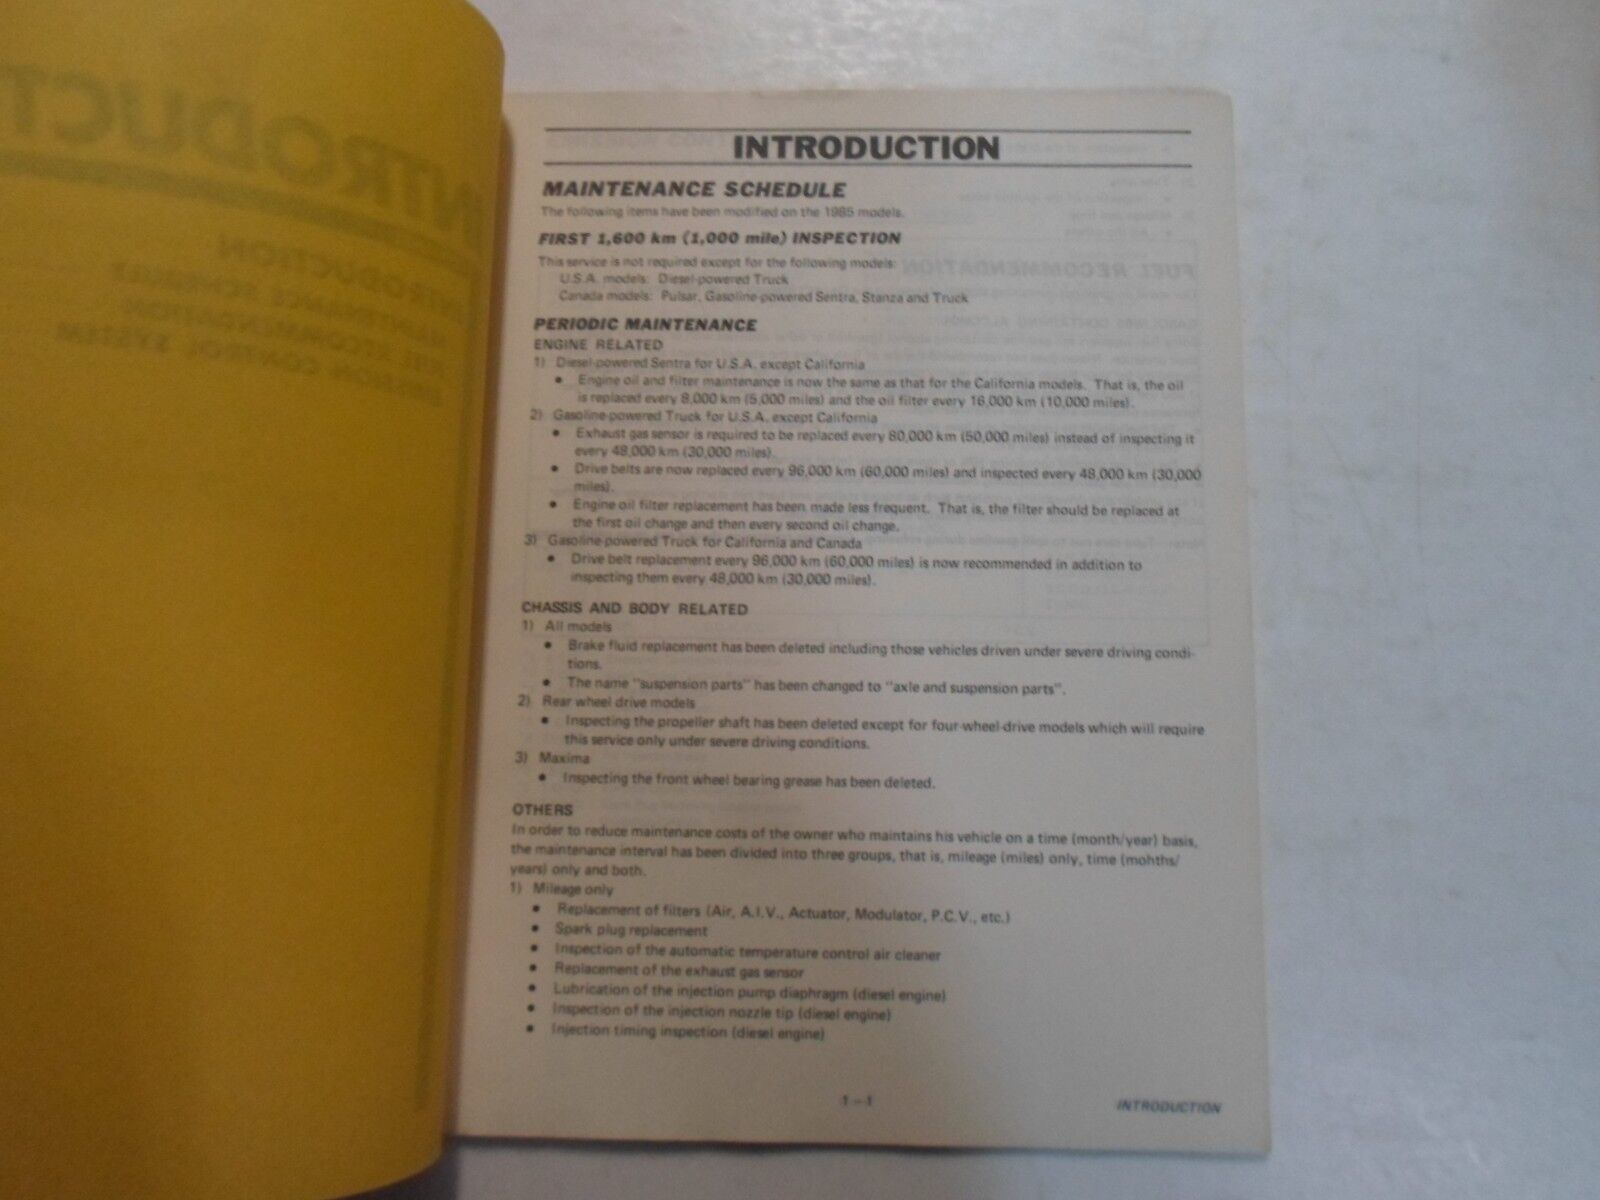 INTRODUCTION
MAINTENANCE SCHEDULE
The following items have been modified on the 1985 models.
FIRST 1,600 km (1,000 mile) INSPECTION
This service is not required except for the following models:
U.S.A. models: Diesel-powered Truck
Canada models: Pulsar, Gasoline-powered Sentra, Stanza and Truck
PERIODIC MAINTENANCE
ENGINE RELATED
1) Diesel-powered Sentra for U.S.A. except California
• Engine oil and filter maintenance is now the same as that for the California models. That is, the oil
is replaced every 8,000 km (5,000 miles) and the oil filter every 16,000 km (10,000 miles).
2) Gasoline-powered Truck for U.S.A. except California
• Exhaust gas sensor is required to be replaced every 80,000 km (50,000 miles) instead of inspecting it
every 48,000 km (30,000 miles).
• Drive belts are now replaced every 96,000 km (60,000 miles) and inspected every 48,000 km (30,000
miles).
• Engine oil filter replacement has been made less frequent. That is, the filter should be replaced at
the first oil change and then every second oil change.
3) Gasoline-powered Truck for California and Canada
• Drive belt replacement every 96,000 km (60,000 miles) is now recommended in addition to
inspecting them every 48,000 km (30,000 miles).
CHASSIS AND BODY RELATED
1) All models
• Brake fluid replacement has been deleted including those vehicles driven under severe driving condi-
tions.
• The name "suspension parts" has been changed to "axle and suspension parts".
2) Rear wheel drive models
• Inspecting the propeller shaft has been deleted except for four-wheel-drive models which will require
this service only under severe driving conditions.
3) Maxima
• Inspecting the front wheel bearing grease has been deleted.
OTHERS
In order to reduce maintenance costs of the owner who maintains his vehicle on a time (month/year) basis,
the maintenance interval has been divided into three groups, that is, mileage (miles) only, time (mohths/
years) only and both.
1) Mileage only
• Replacement of filters (Air, A.I.V., Actuator, Modulator, P.C.V., etc.)
• Spark plug replacement
• Inspection of the automatic temperature control air cleaner
• Replacement of the exhaust gas sensor
• Lubrication of the injection pump diaphragm (diesel engine)
• Inspection of the injection nozzle tip (diesel engine)
• Injection timing inspection (diesel engine)
1 – 1
INTRODUCTION